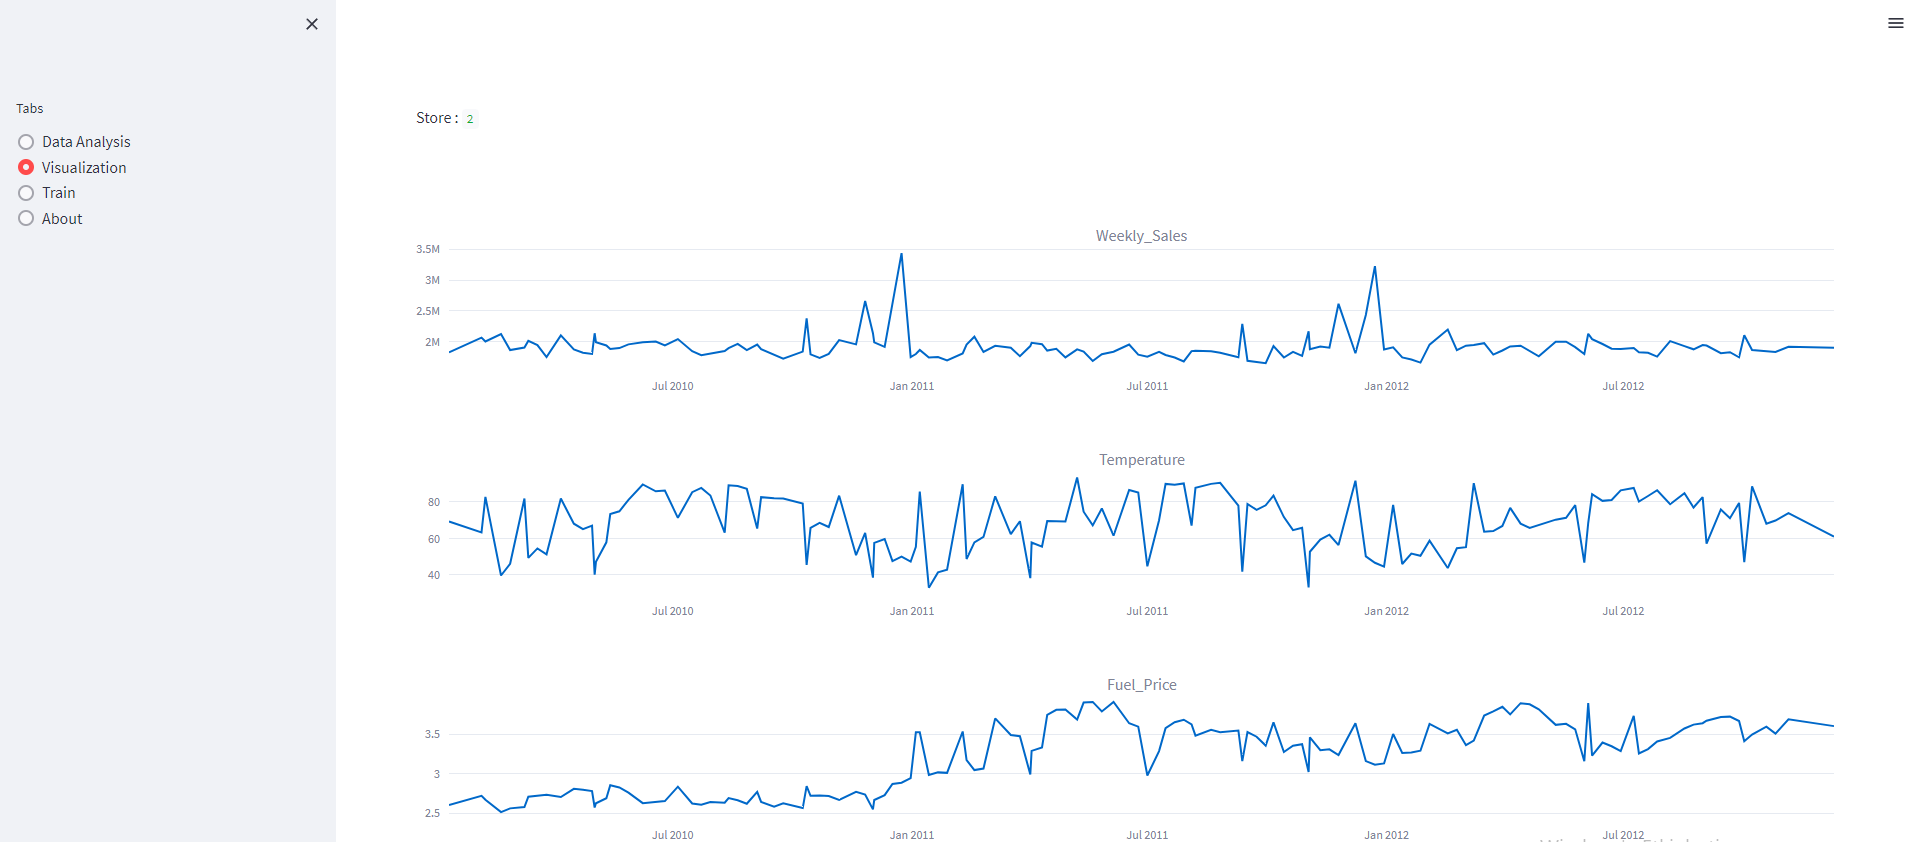 Tabs
Data Analysis
Visualization
Train
About
Store : 2
Weekly_Sales
3.5M
3M
2.5M
2M
Jul 2010 Jan 2011 Jul 2011 Jan 2012 Jul 2012
Temperature
80
60
40
Jul 2010 Jan 2011 Jul 2011 Jan 2012 Jul 2012
Fuel_Price
3.5
3
2.5
Jul 2010 Jan 2011 Jul 2011 Jan 2012 Jul 2012